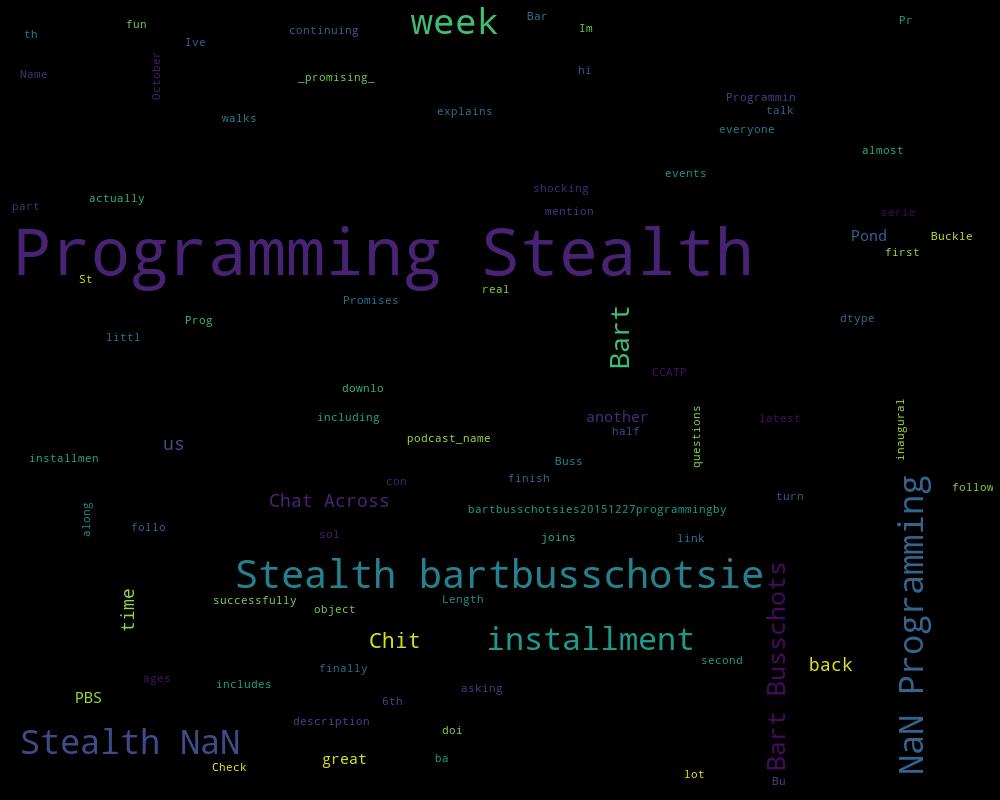 week
Bar
Pr
fun
Im
continuing
th
Ive
hi
Name
October
_promising_
Programmin
talk
explains
walks
everyone
almost
events
shocking
actually
part
mention
serie
Programming Stealth
Pond
Buckle
first
St
real
Promises
Prog
dtype
littl
Bart
CCATP
downlo
including
another
latest
half
questions
inaugural
podcast_name
us
installmen
Buss
finish
con
follow
Chat Across
turn
bartbusschotsies20151227programmingby
along
follo
sol
joins
link
NaN Programming
Stealth bartbusschotsie
successfully
object
Length
time
Chit
installment
Bart Busschots
second
back
finally
ages
includes
asking
PBS
6th
description
doi
Stealth NaN
great
ba
Check
lot
Bu